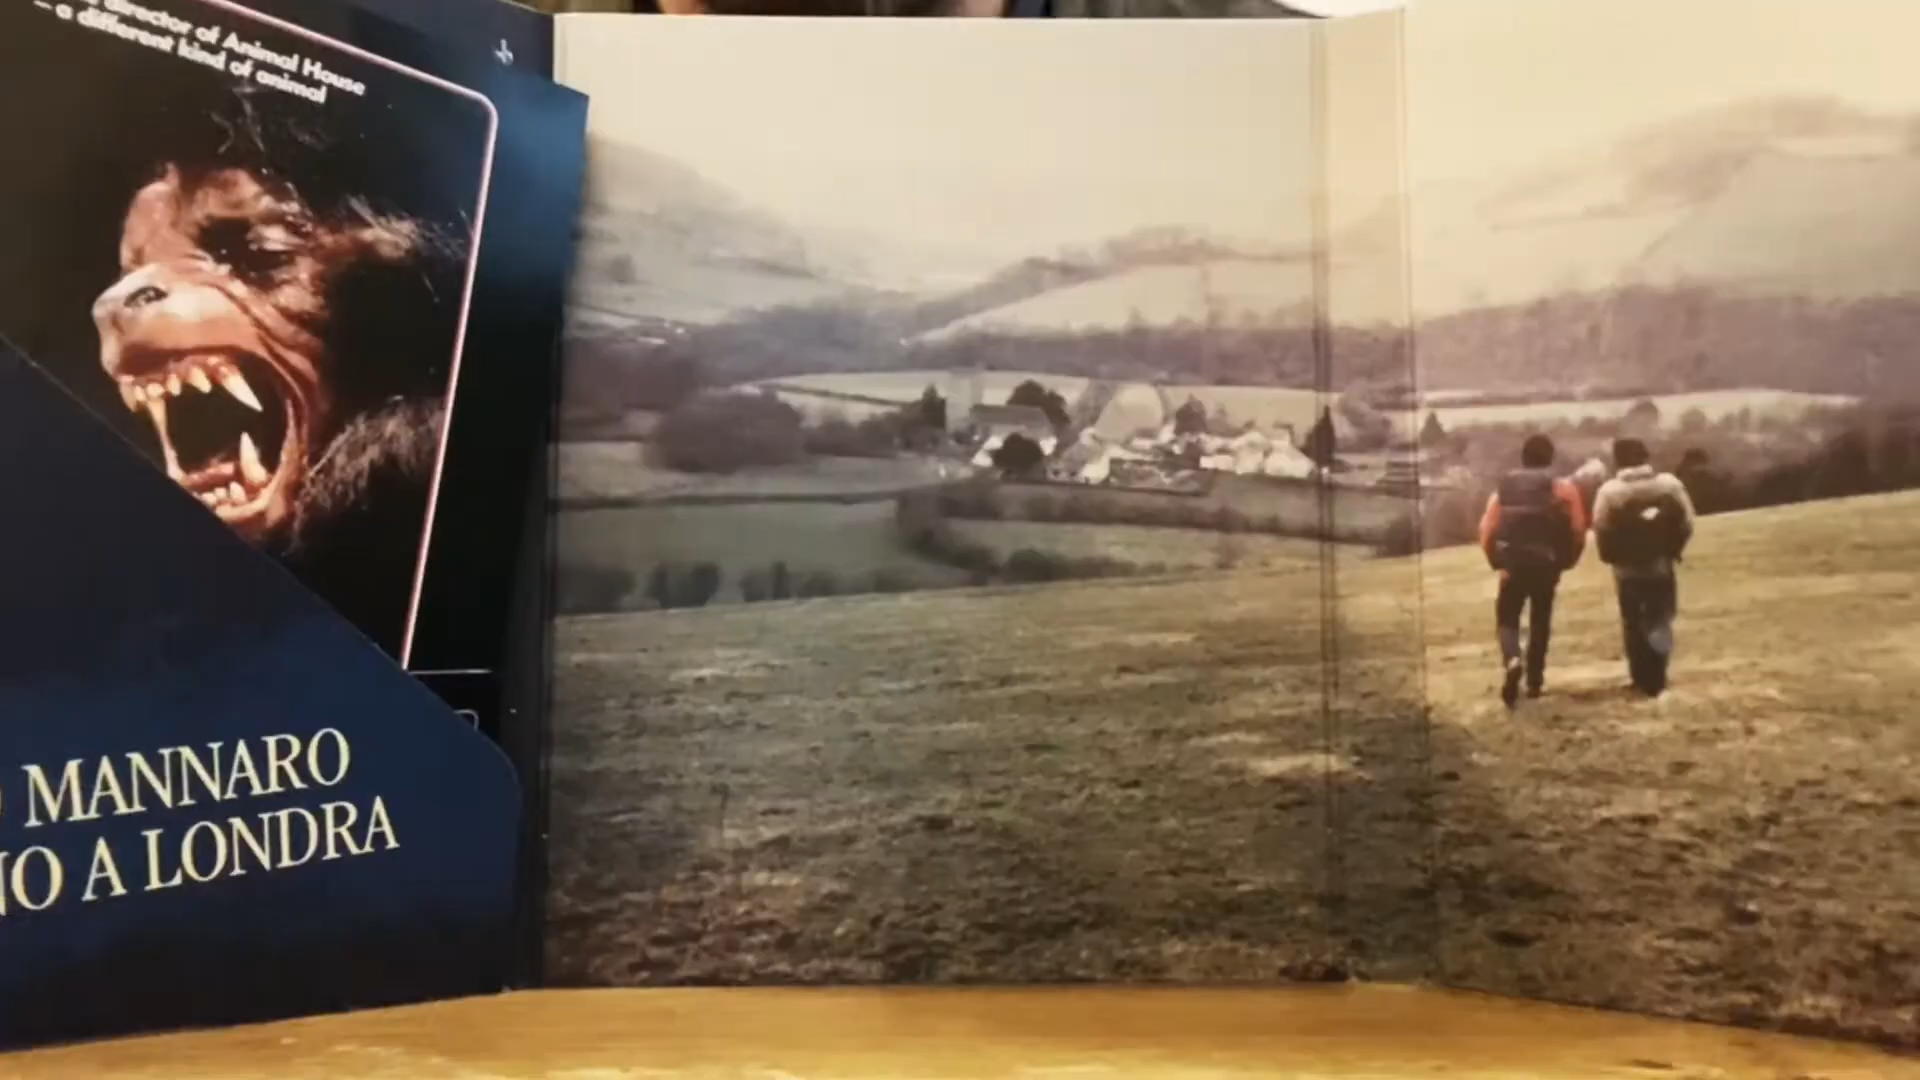 director of Animal House
– a different kind of animal
MANNARO
NO A LONDRA